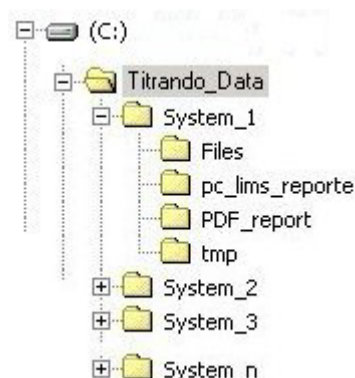 (C:)
Titrando_Data
System_1
Files
pc_lims_reporte
PDF_report
tmp
System_2
System_3
System_n